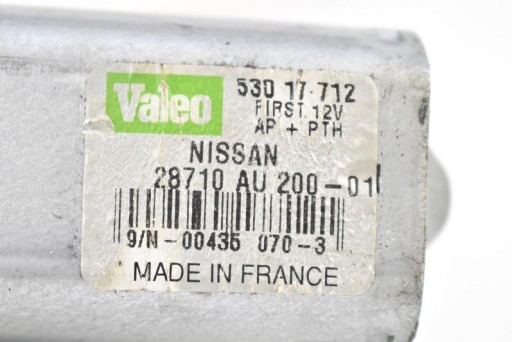 Valeo
530 17-712
FIRST 12V
AP + PTH
NISSAN
28710 AU 200-01
9/N-00435 070-3
MADE IN FRANCE